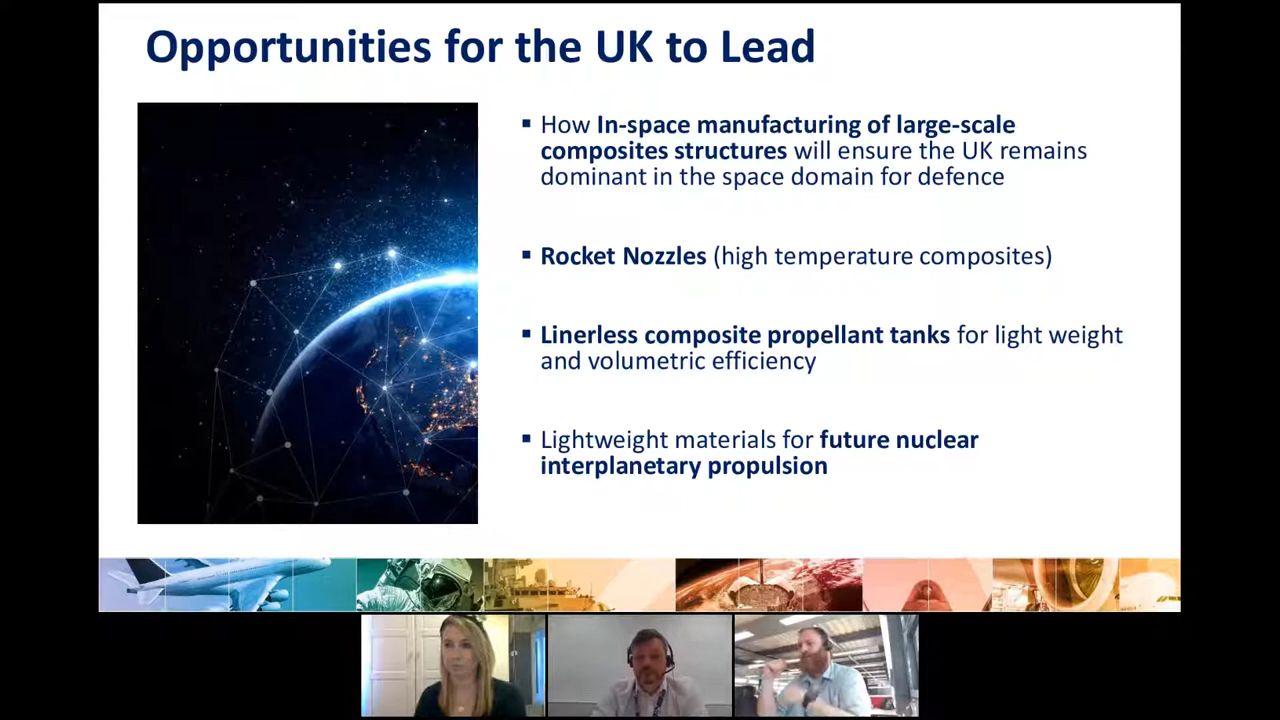 Opportunities for the UK to Lead
▪ How In-space manufacturing of large-scale
composites structures will ensure the UK remains
dominant in the space domain for defence
▪ Rocket Nozzles (high temperature composites)
▪ Linerless composite propellant tanks for light weight
and volumetric efficiency
▪ Lightweight materials for future nuclear
interplanetary propulsion